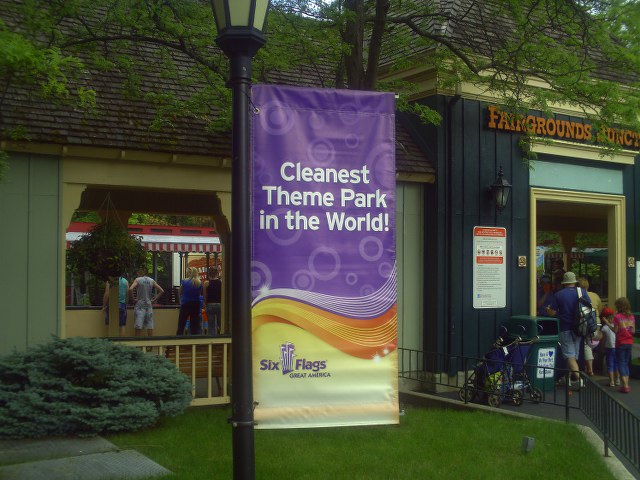 FAIRGROUNDS JUNCT
Cleanest
Theme Park
in the World!
Six Flags
GREAT AMERICA